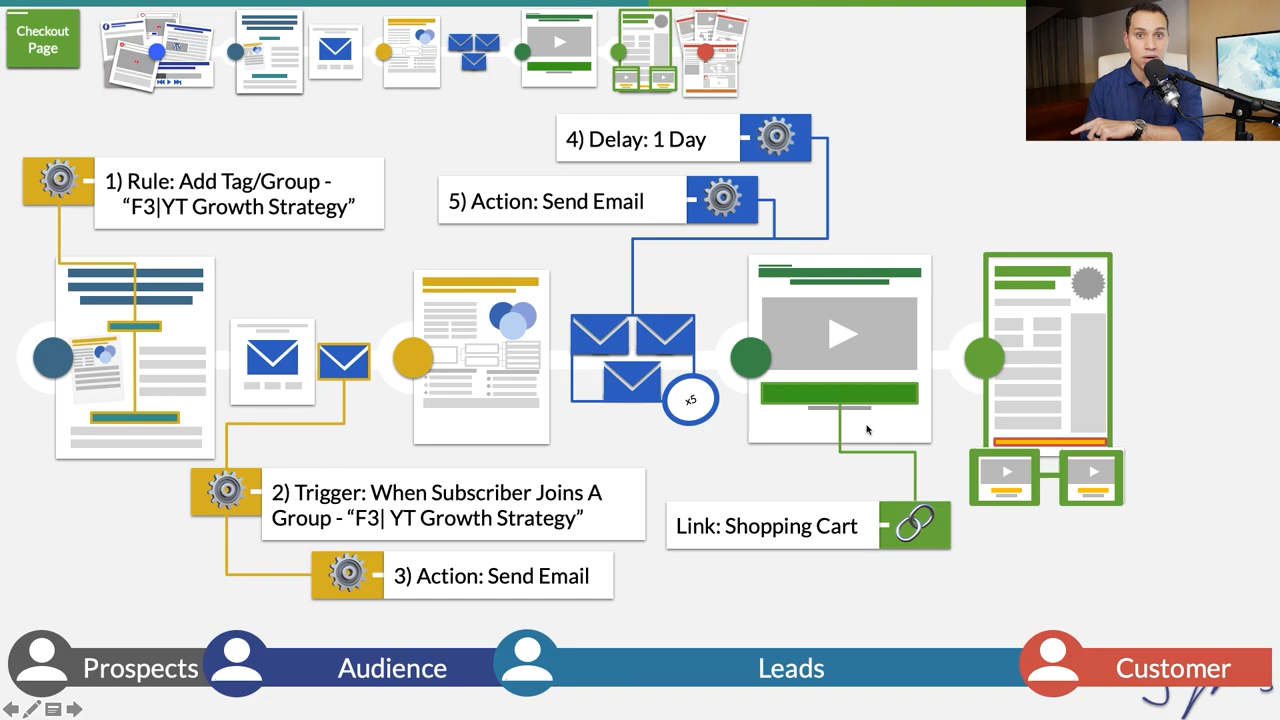 Checkout
Page
4) Delay: 1 Day
1) Rule: Add Tag/Group -
“F3|YT Growth Strategy”
5) Action: Send Email
x5
2) Trigger: When Subscriber Joins A
Group - “F3| YT Growth Strategy”
Link: Shopping Cart
3) Action: Send Email
Prospects
Audience
Leads
Customer